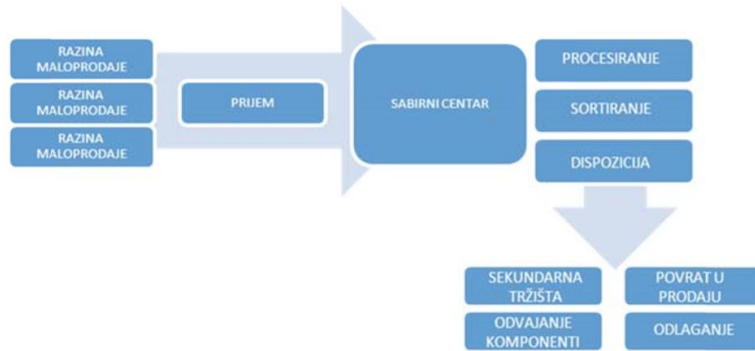 RAZINA
MALOPRODAJE
RAZINA
MALOPRODAJE
RAZINA
MALOPRODAJE
PRIJEM
SABIRNI CENTAR
PROCESIRANJE
SORTIRANJE
DISPOZICIJA
SEKUNDARNA
TRŽIŠTA
POVRAT U
PRODAJU
ODVAJANJE
KOMPONENTI
ODLAGANJE